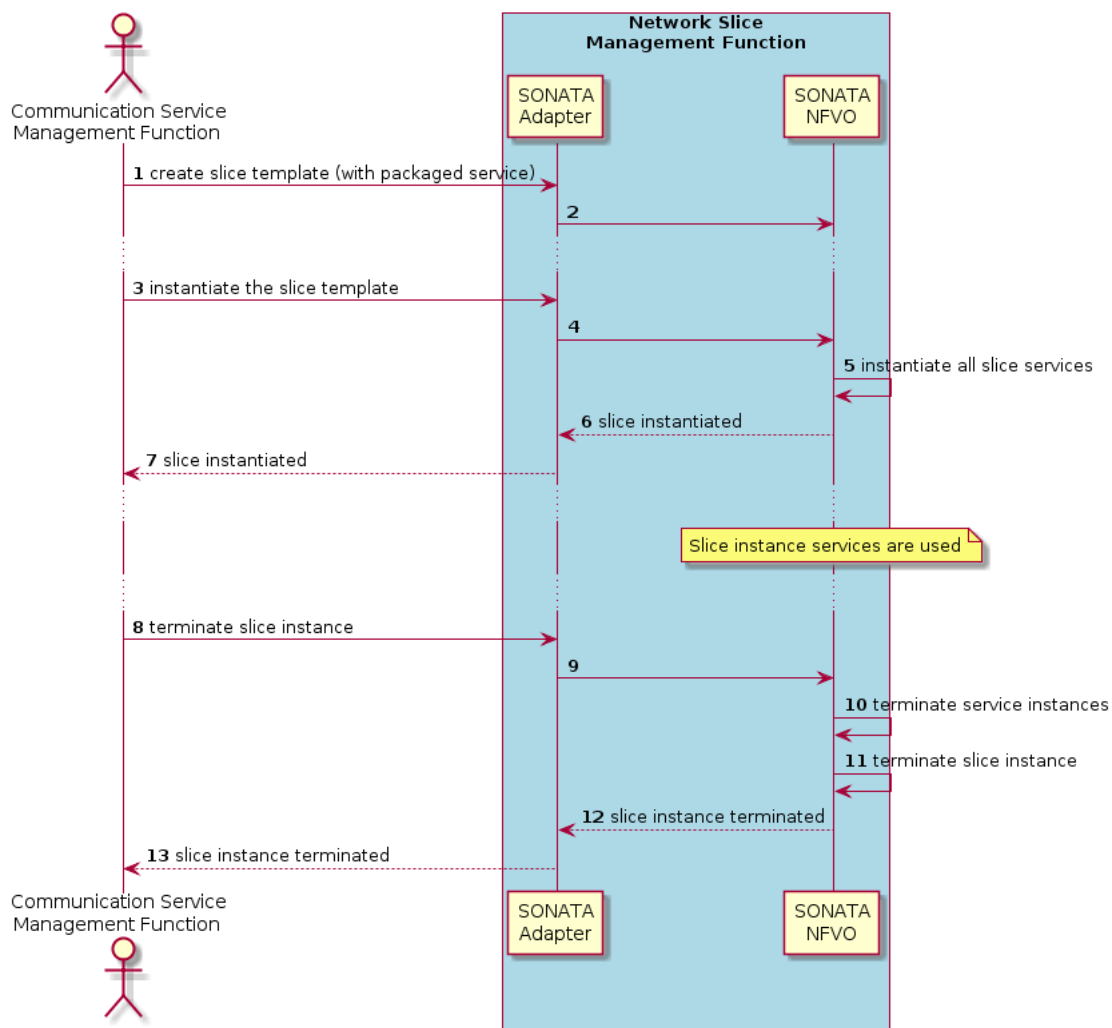 Network Slice
Management Function
Communication Service
Management Function
SONATA
Adapter
SONATA
NFVO
1 create slice template (with packaged service)
2
3 instantiate the slice template
4
5 instantiate all slice services
6 slice instantiated
7 slice instantiated
Slice instance services are used
8 terminate slice instance
9
10 terminate service instances
11 terminate slice instance
12 slice instance terminated
13 slice instance terminated
Communication Service
Management Function
SONATA
Adapter
SONATA
NFVO